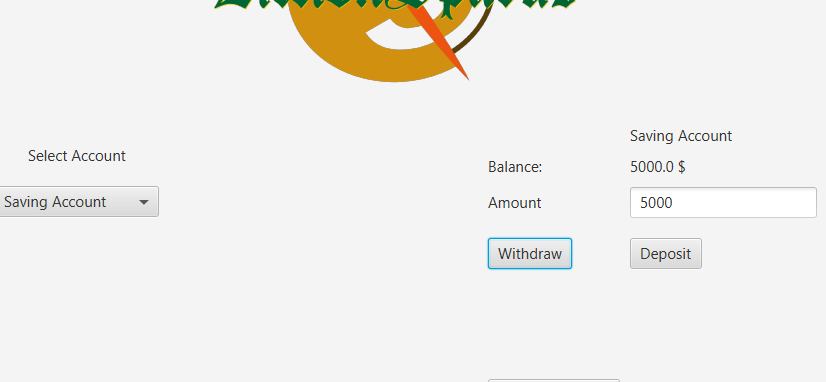 Saving Account
Select Account
Balance: 5000.0 $
Saving Account
Amount 5000
Withdraw Deposit